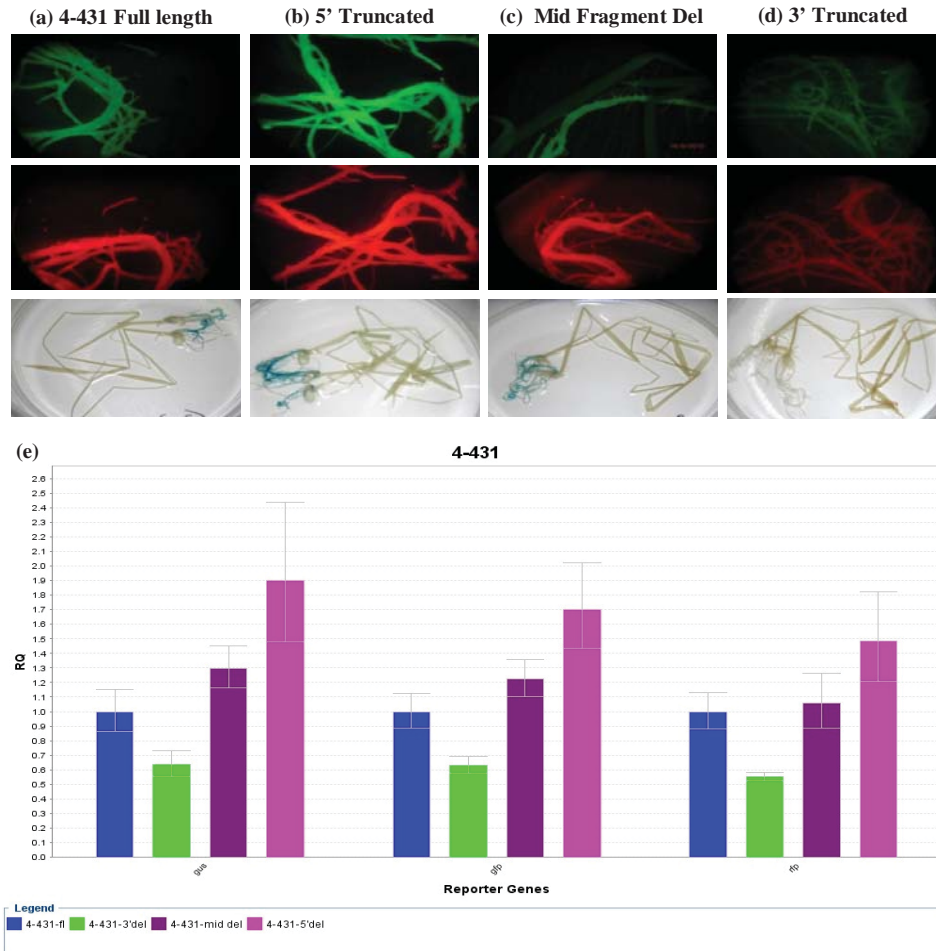 (a) 4-431 Full length
(b) 5’ Truncated
(c) Mid Fragment Del
(d) 3’ Truncated
(e)
4-431
2.6
2.5
2.4
2.3
2.2
2.1
2.0
1.9
1.8
1.7
1.6
1.5
1.4
1.3
1.2
1.1
1.0
0.9
0.8
0.7
0.6
0.5
0.4
0.3
0.2
0.1
0.0
RQ
gus
gfp
rfp
Reporter Genes
Legend
4-431-fl 4-431-3'del 4-431-mid del 4-431-5'del